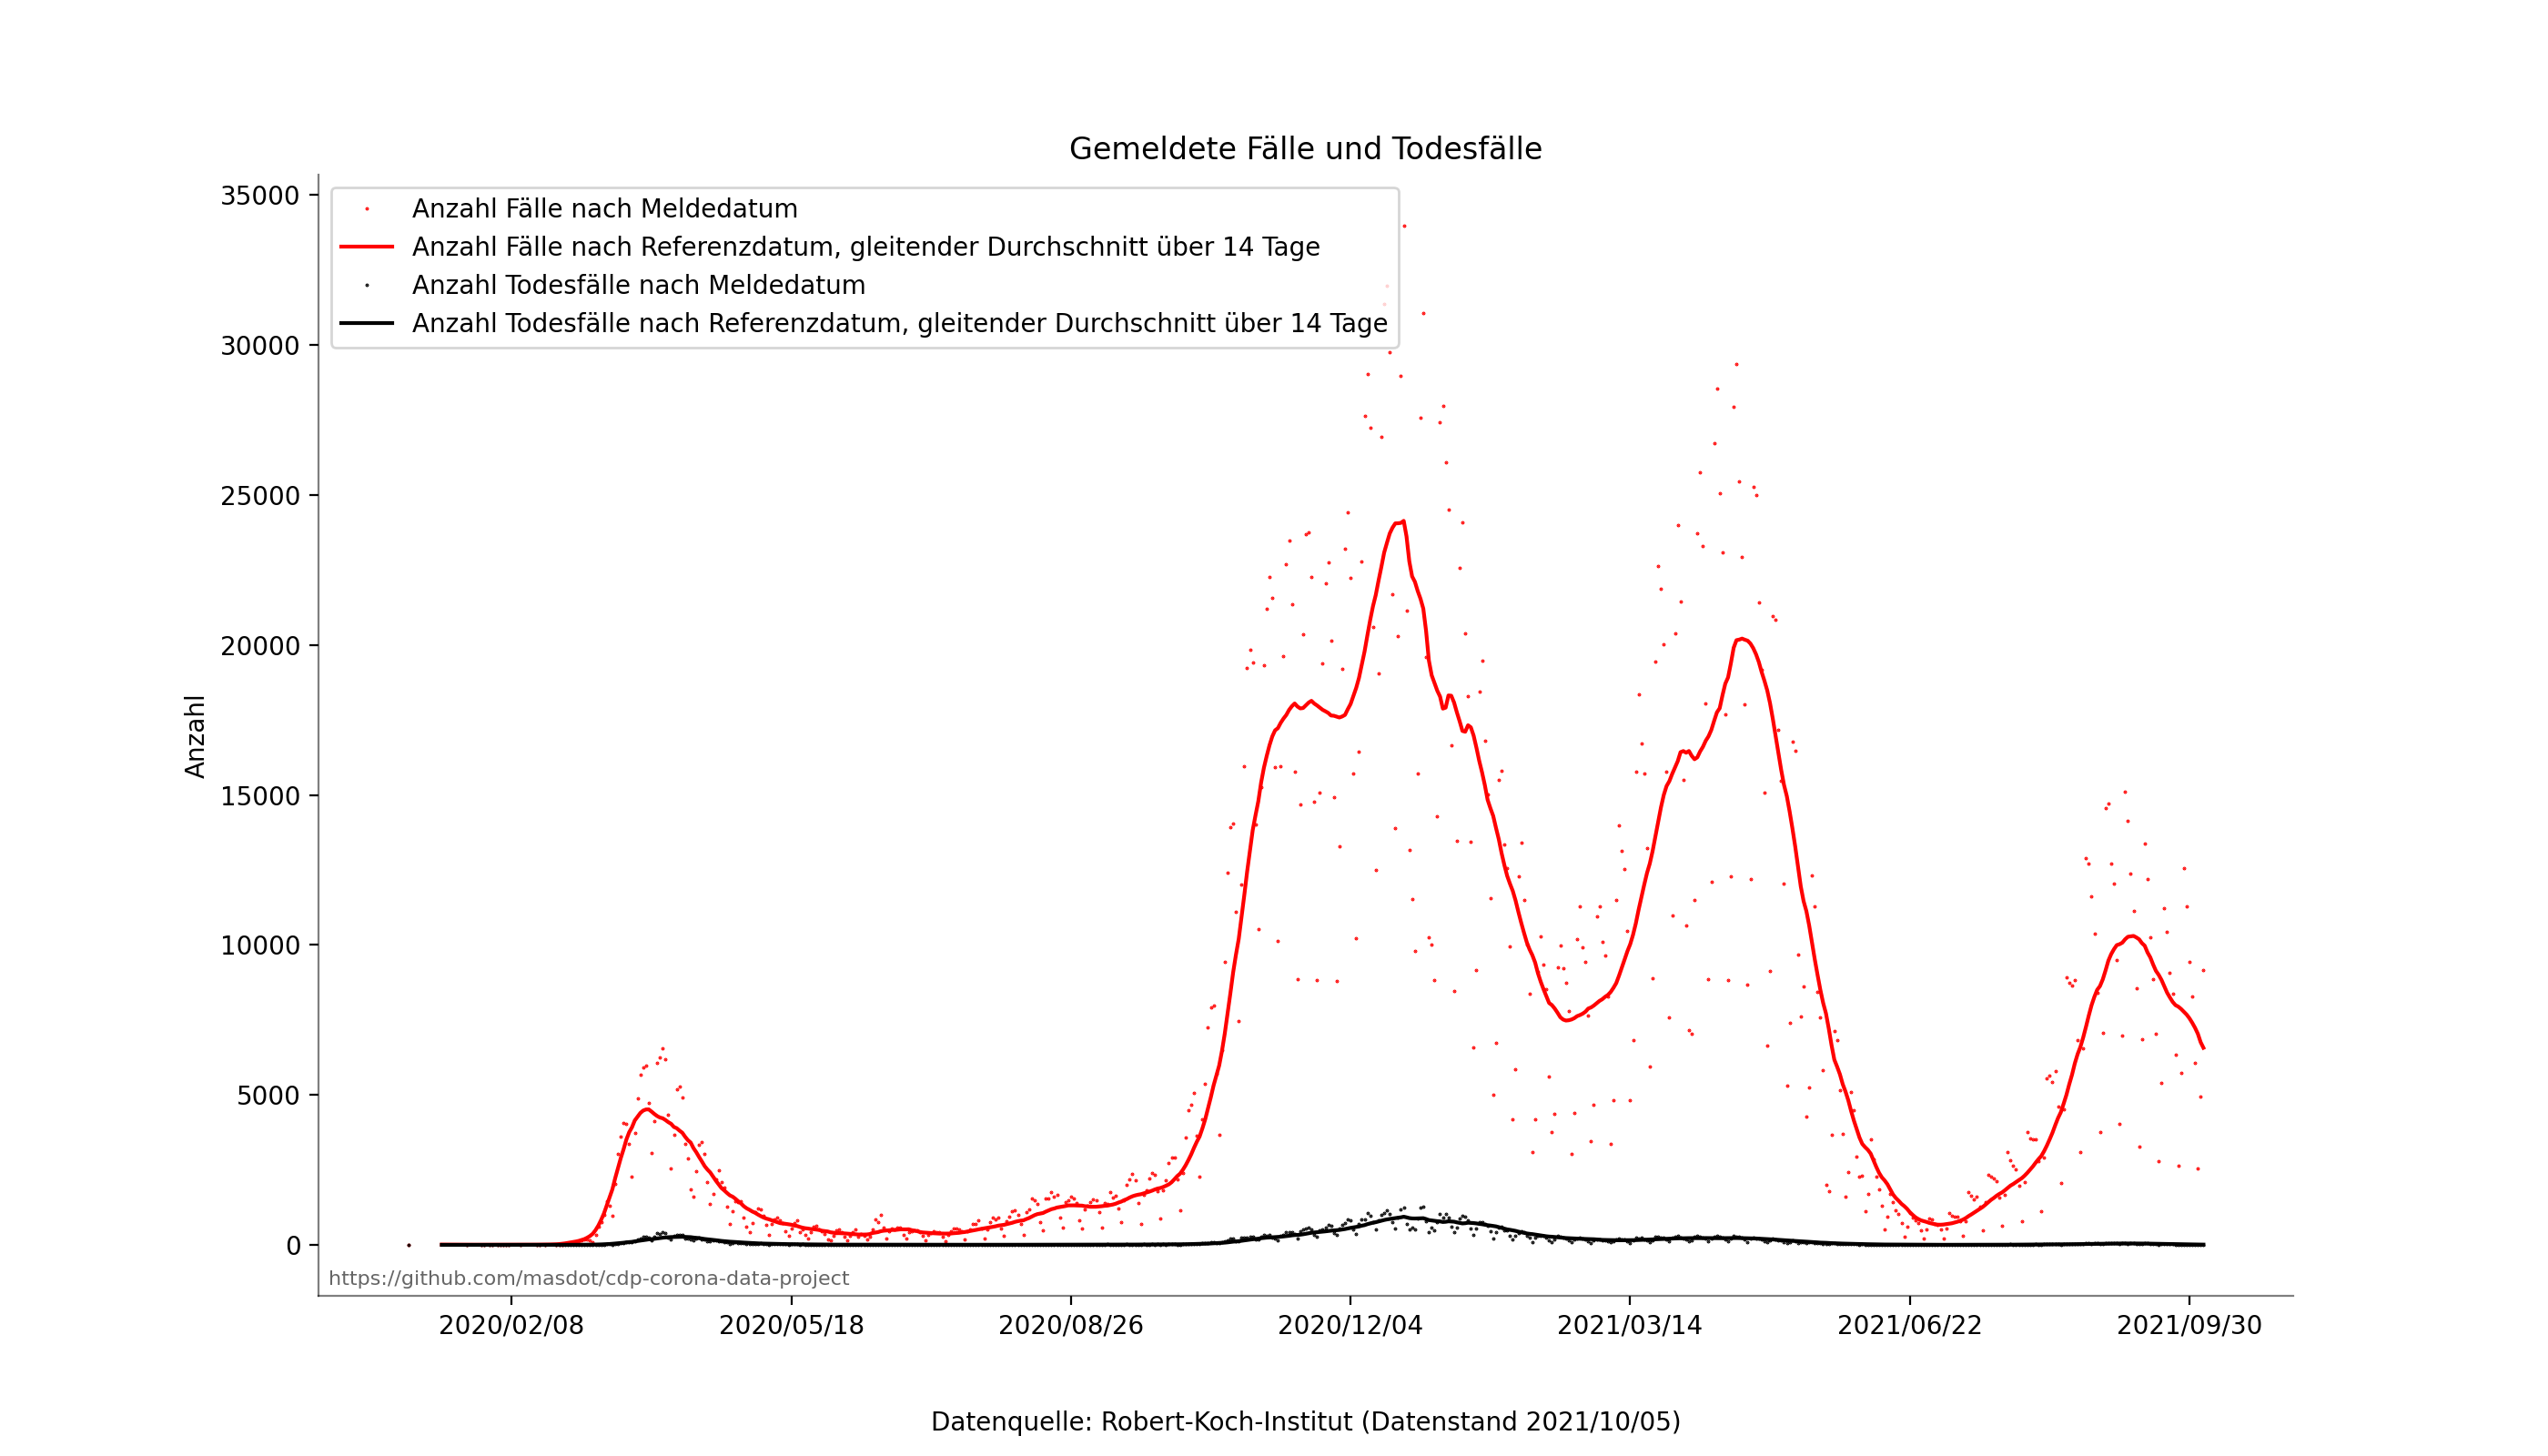 Gemeldete Fälle und Todesfälle
Anzahl Fälle nach Meldedatum
Anzahl Fälle nach Referenzdatum, gleitender Durchschnitt über 14 Tage
Anzahl Todesfälle nach Meldedatum
Anzahl Todesfälle nach Referenzdatum, gleitender Durchschnitt über 14 Tage
35000
30000
25000
20000
15000
10000
5000
0
Anzahl
https://github.com/masdot/cdp-corona-data-project
2020/02/08 2020/05/18 2020/08/26 2020/12/04 2021/03/14 2021/06/22 2021/09/30
Datenquelle: Robert-Koch-Institut (Datenstand 2021/10/05)